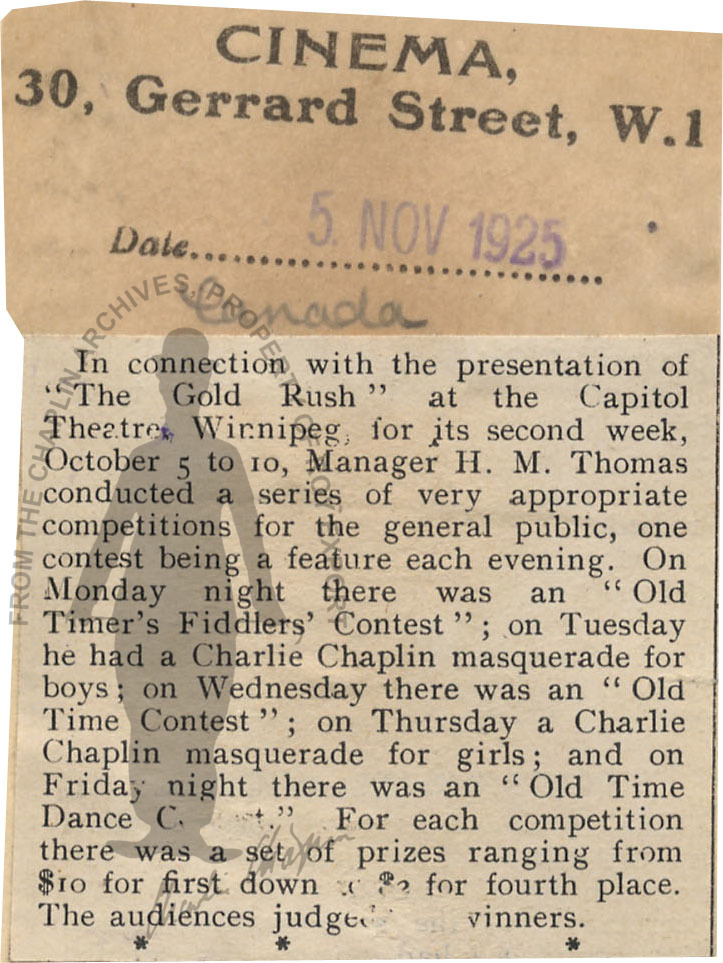 CINEMA,
30, Gerrard Street, W.1
Date..............................
5 NOV 1925
Canada
FROM THE CHAPLIN ARCHIVES, PROPERTY OF
In connection with the presentation of
“The Gold Rush” at the Capitol
Theatre, Winnipeg, for its second week,
October 5 to 10, Manager H. M. Thomas
conducted a series of very appropriate
competitions for the general public, one
contest being a feature each evening. On
Monday night there was an “Old
Timer's Fiddlers' Contest”; on Tuesday
he had a Charlie Chaplin masquerade for
boys; on Wednesday there was an “Old
Time Contest”; on Thursday a Charlie
Chaplin masquerade for girls; and on
Friday night there was an “Old Time
Dance For each competition
there was a set of prizes ranging from
$10 for first down for fourth place.
The audiences winners.
* * *